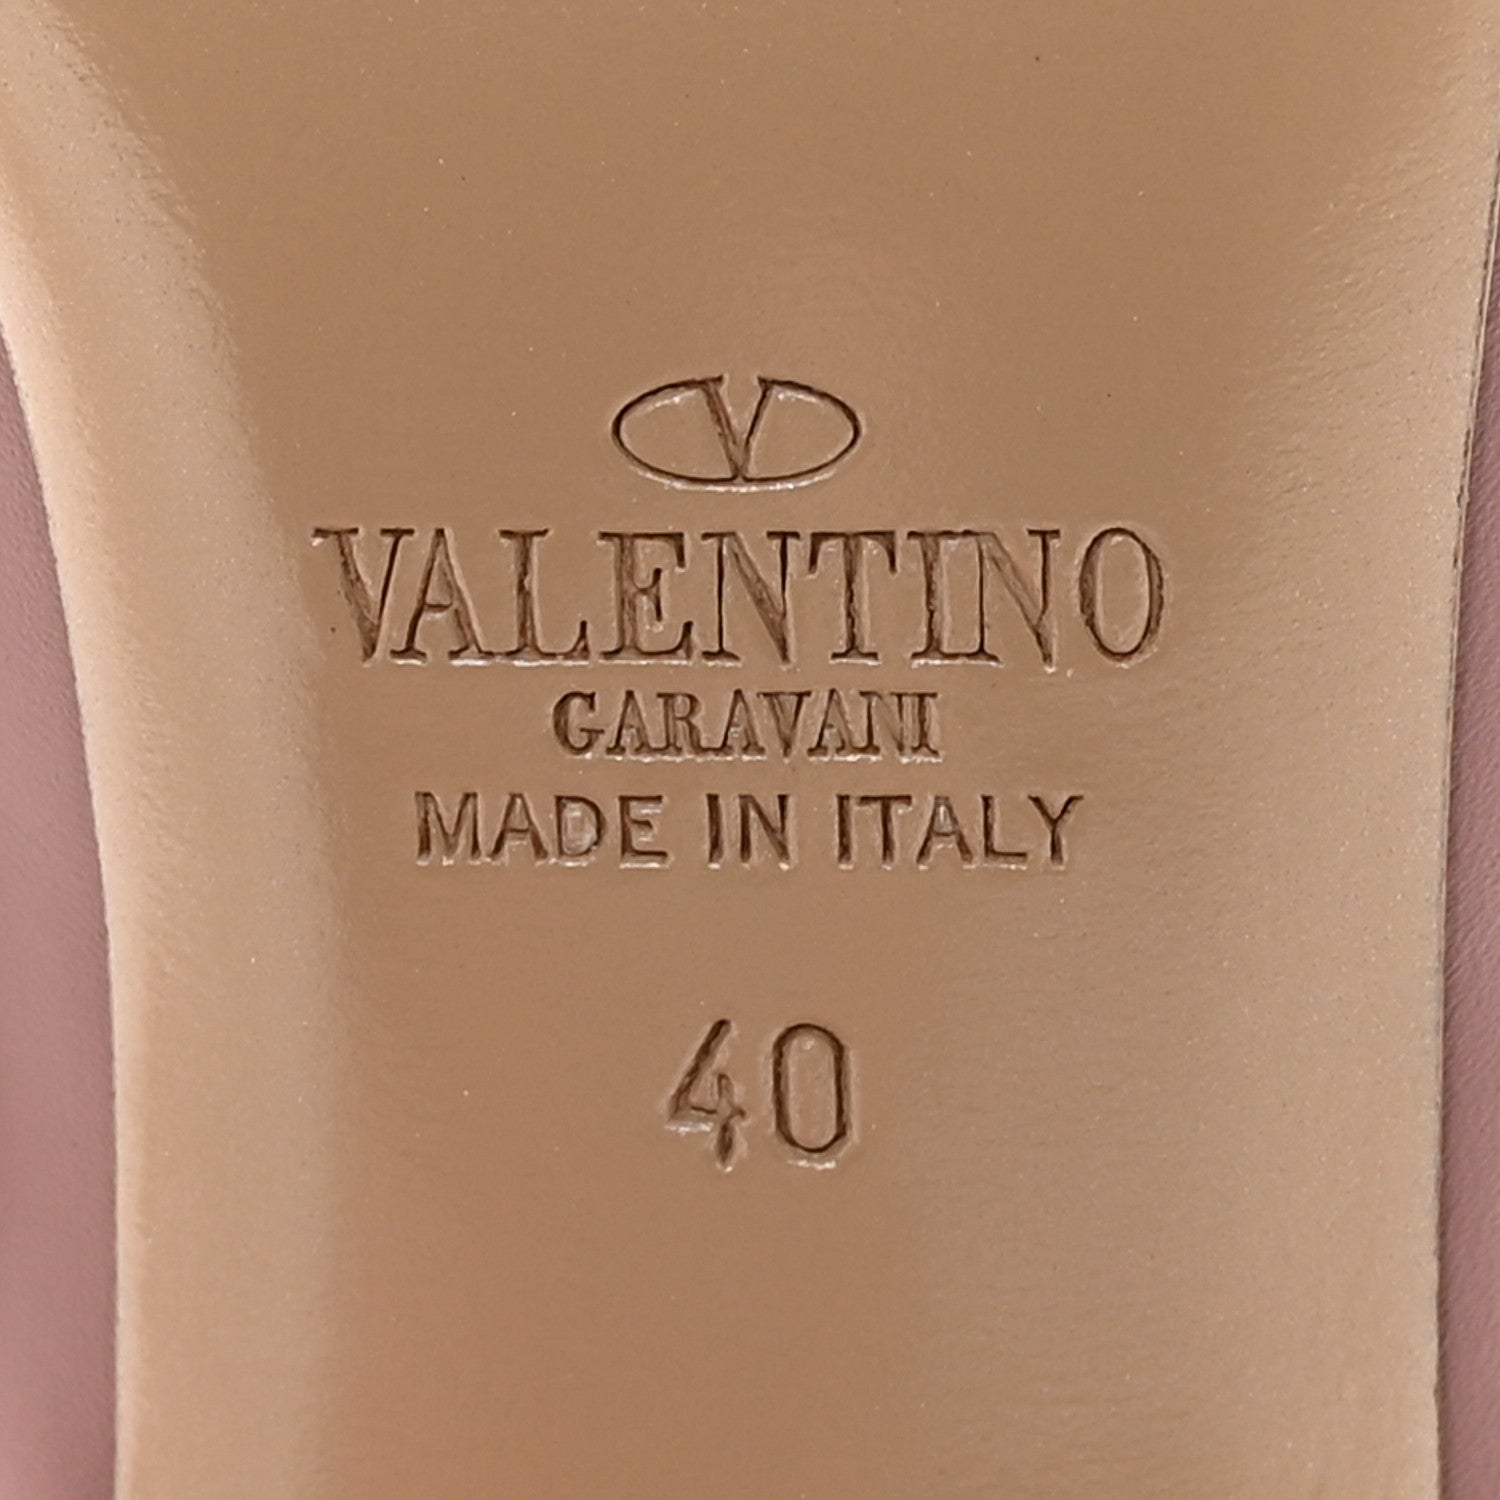 V
VALENTINO
GARAVANI
MADE IN ITALY
40